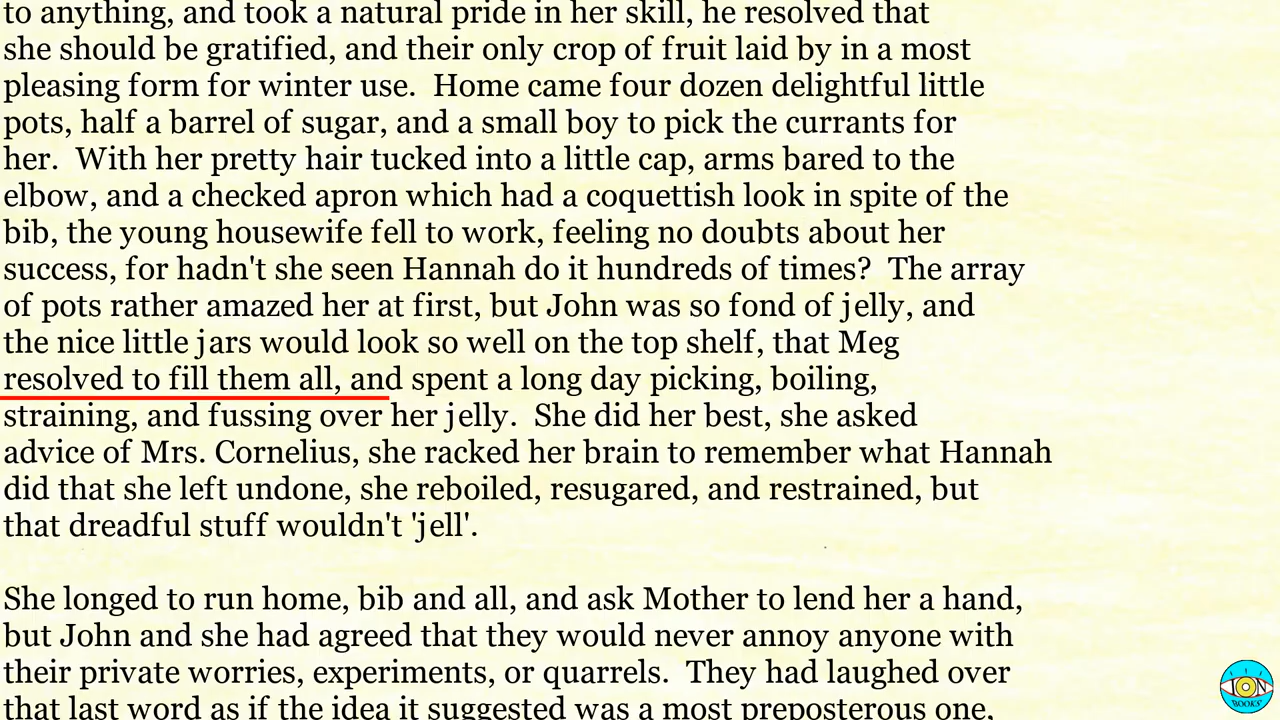 to anything, and took a natural pride in her skill, he resolved that
she should be gratified, and their only crop of fruit laid by in a most
pleasing form for winter use.  Home came four dozen delightful little
pots, half a barrel of sugar, and a small boy to pick the currants for
her.  With her pretty hair tucked into a little cap, arms bared to the
elbow, and a checked apron which had a coquettish look in spite of the
bib, the young housewife fell to work, feeling no doubts about her
success, for hadn't she seen Hannah do it hundreds of times?  The array
of pots rather amazed her at first, but John was so fond of jelly, and
the nice little jars would look so well on the top shelf, that Meg
resolved to fill them all, and spent a long day picking, boiling,
straining, and fussing over her jelly.  She did her best, she asked
advice of Mrs. Cornelius, she racked her brain to remember what Hannah
did that she left undone, she reboiled, resugared, and restrained, but
that dreadful stuff wouldn't 'jell'.
She longed to run home, bib and all, and ask Mother to lend her a hand,
but John and she had agreed that they would never annoy anyone with
their private worries, experiments, or quarrels.  They had laughed over
that last word as if the idea it suggested was a most preposterous one,
ION
BOOKS